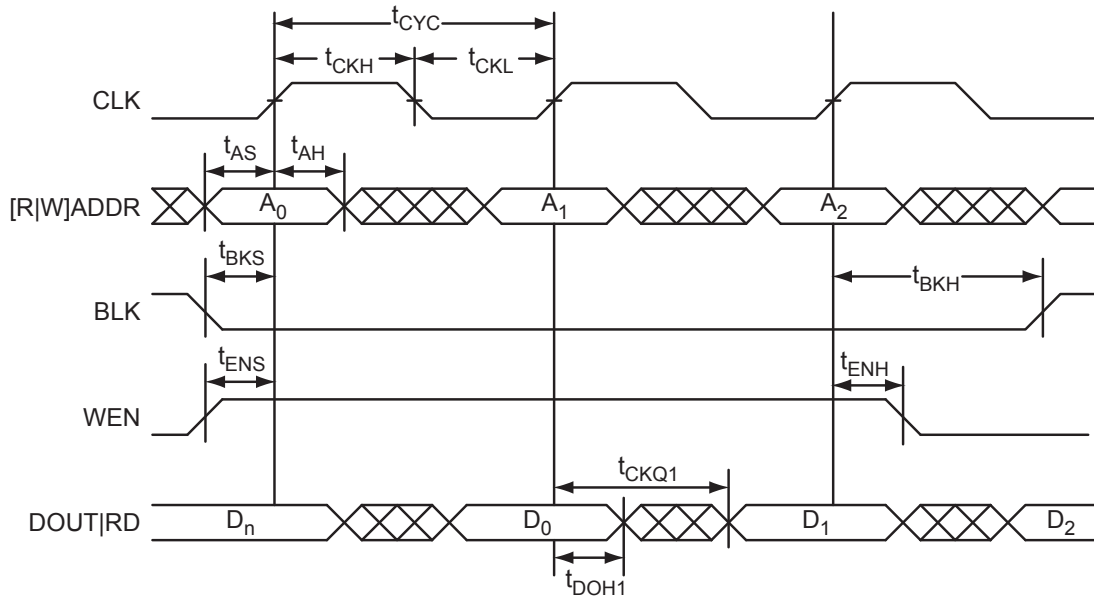 tCYC
tCKH tCKL
CLK
tAS tAH
[R|W]ADDR A0 A1 A2
tBKS tBKH
BLK
tENS tENH
WEN
tCKQ1
DOUT|RD Dn D0 D1 D2
tDOH1